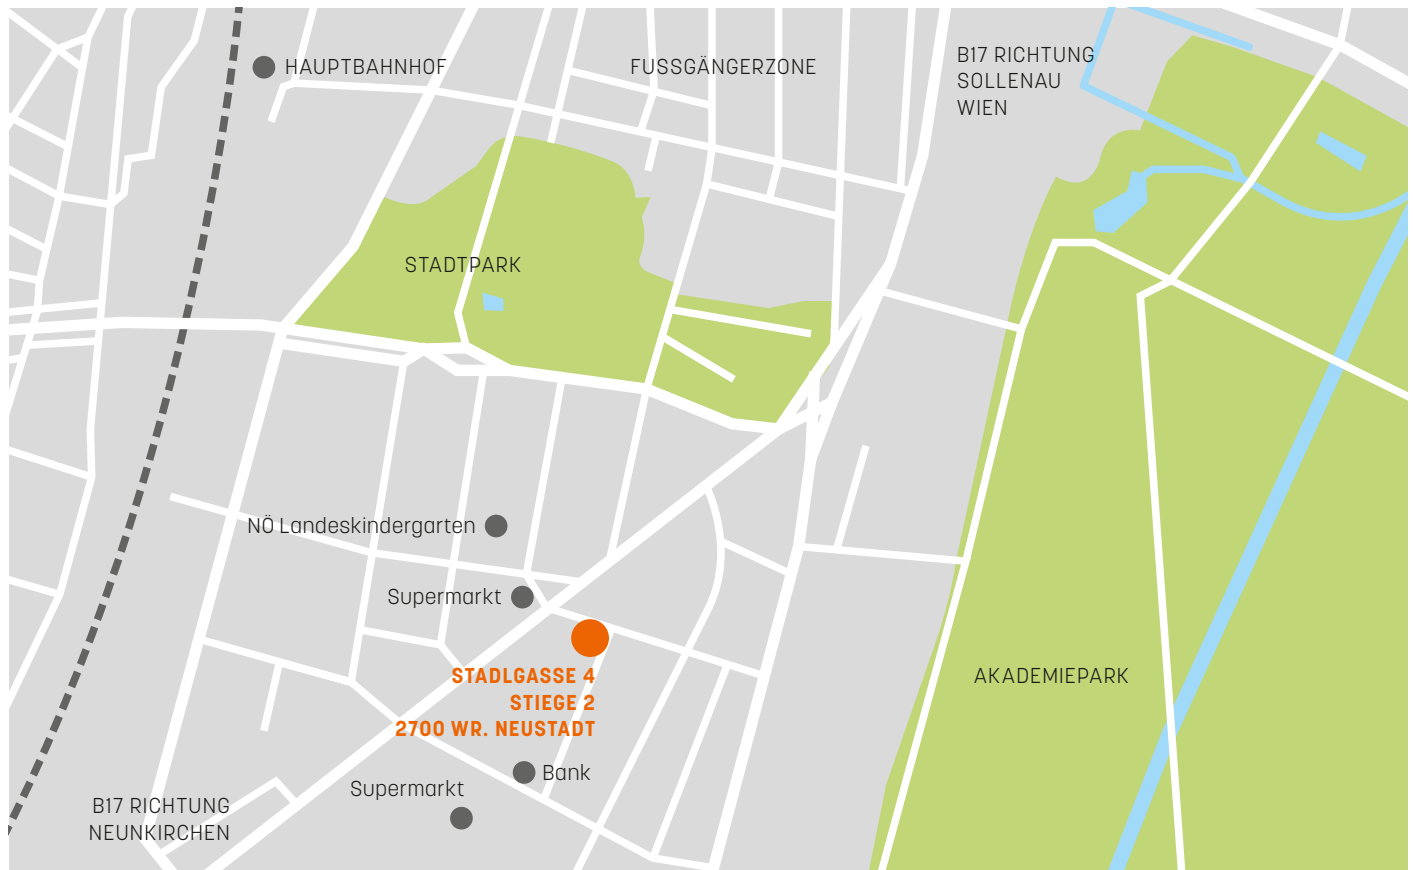 HAUPTBAHNHOF
FUSSGÄNGERZONE
B17 RICHTUNG
SOLLENAU
WIEN
STADTPARK
NÖ Landeskindergarten
Supermarkt
STADLGASSE 4
STIEGE 2
2700 WR. NEUSTADT
AKADEMIEPARK
Bank
Supermarkt
B17 RICHTUNG
NEUNKIRCHEN